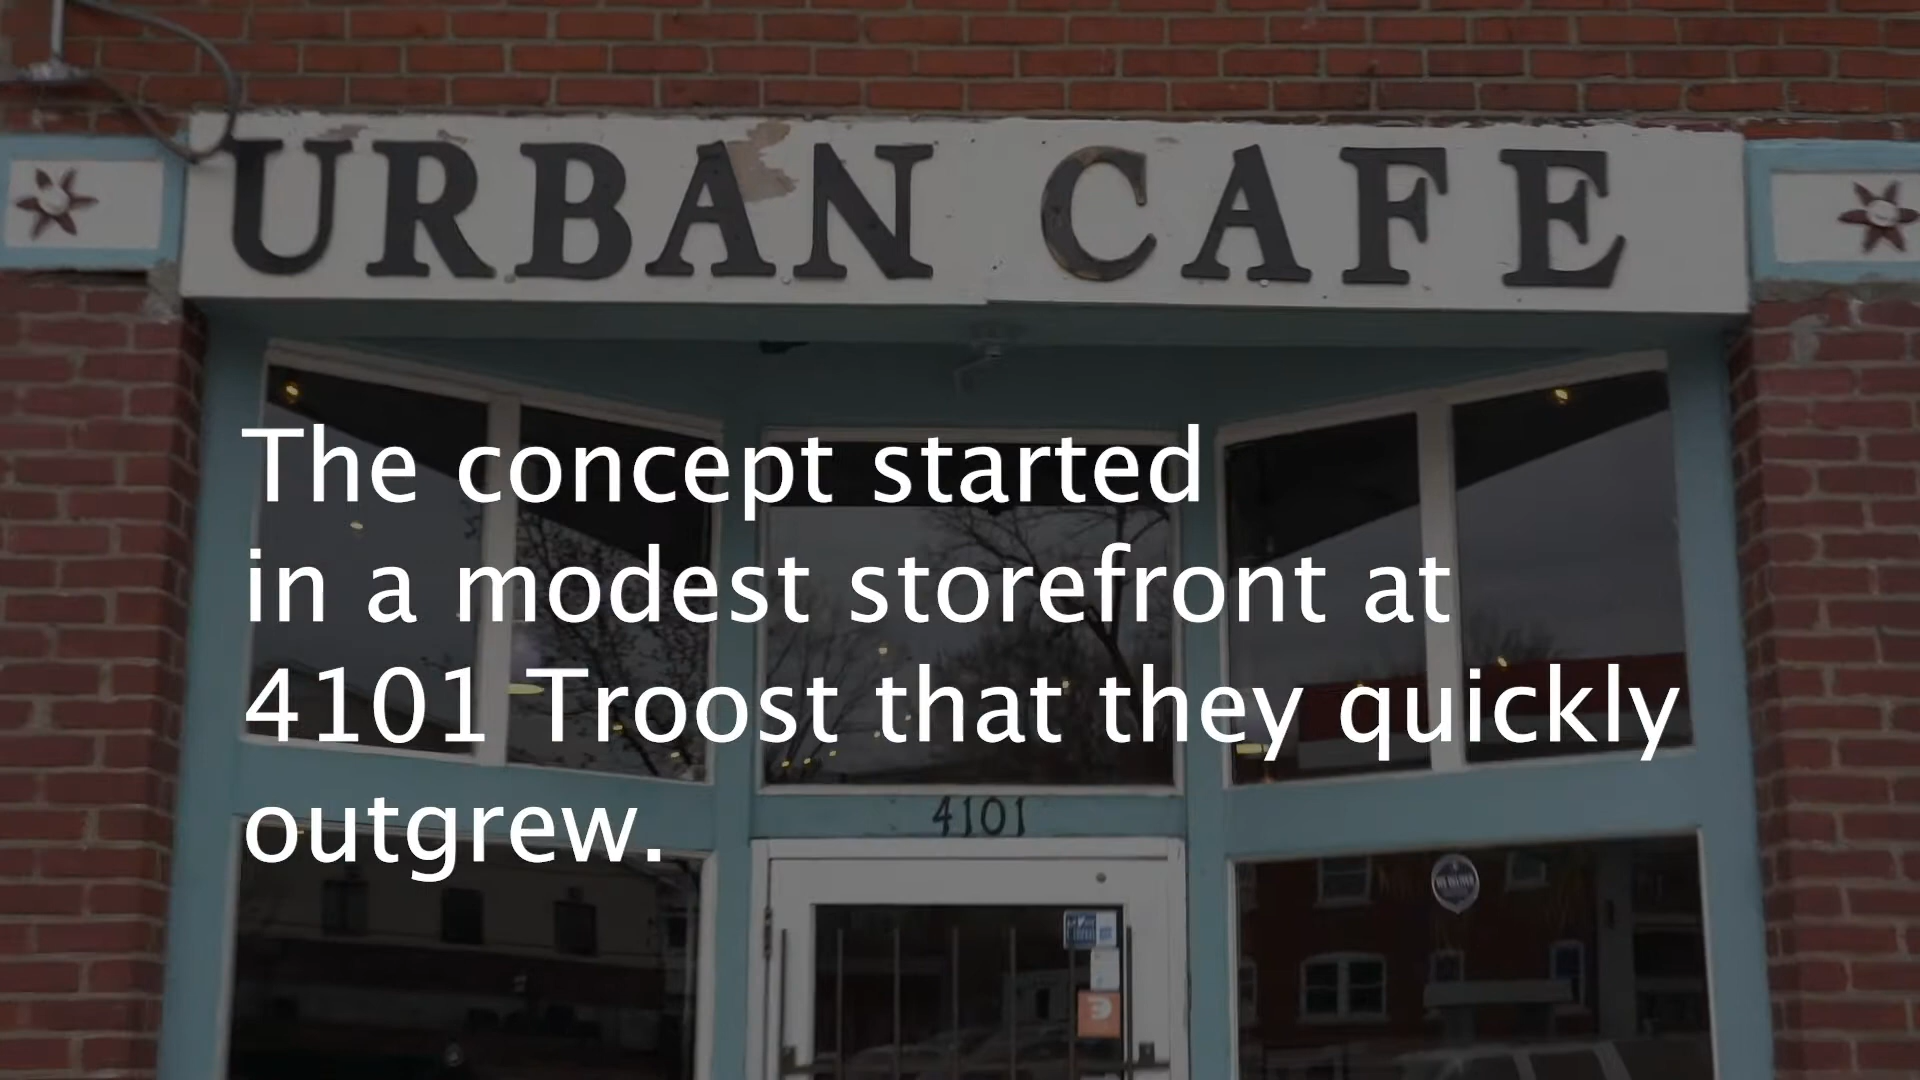 URBAN CAFE
The concept started
in a modest storefront at
4101 Troost that they quickly
outgrew.
4101